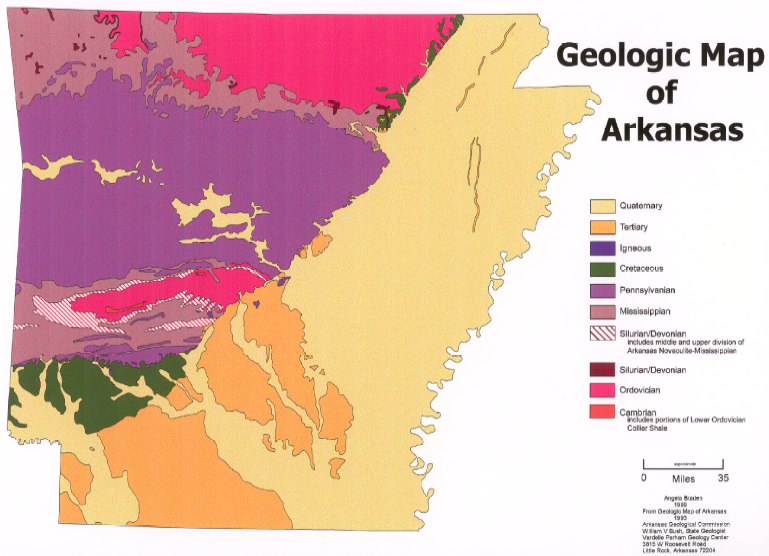 Geologic Map
of
Arkansas
Quaternary
Tertiary
Igneous
Cretaceous
Pennsylvanian
Mississippian
Silurian/Devonian
includes middle and upper division of
Arkansas Novaculite-Mississippian
Silurian/Devonian
Ordovician
Cambrian
includes portions of Lower Ordovician
Collier Shale
approximate
0 Miles 35
Angela Braden
1999
From Geologic Map of Arkansas
1993
Arkansas Geological Commission
William V Bush, State Geologist
Vardelle Parham Geology Center
3815 W Roosevelt Road
Little Rock, Arkansas 72204